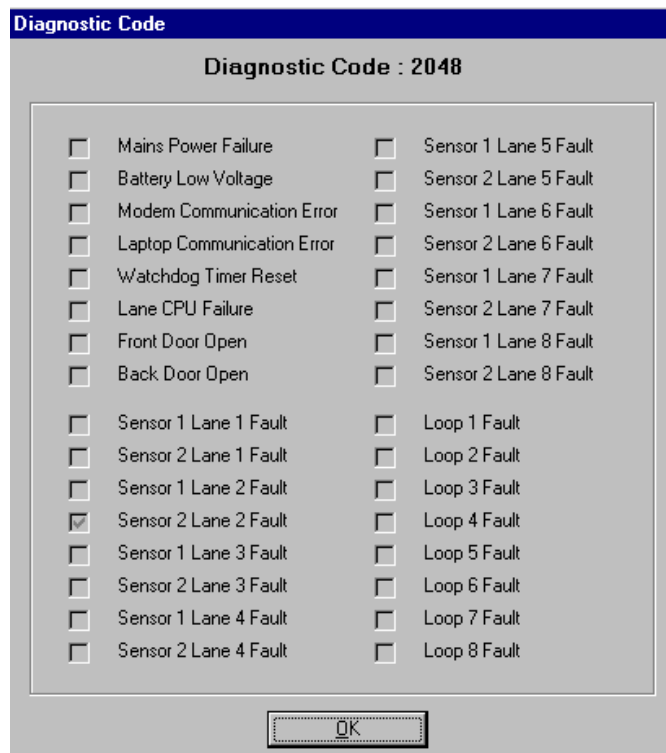 Diagnostic Code
Diagnostic Code : 2048
Mains Power Failure
Battery Low Voltage
Modem Communication Error
Laptop Communication Error
Watchdog Timer Reset
Lane CPU Failure
Front Door Open
Back Door Open
Sensor 1 Lane 1 Fault
Sensor 2 Lane 1 Fault
Sensor 1 Lane 2 Fault
Sensor 2 Lane 2 Fault
Sensor 1 Lane 3 Fault
Sensor 2 Lane 3 Fault
Sensor 1 Lane 4 Fault
Sensor 2 Lane 4 Fault
Sensor 1 Lane 5 Fault
Sensor 2 Lane 5 Fault
Sensor 1 Lane 6 Fault
Sensor 2 Lane 6 Fault
Sensor 1 Lane 7 Fault
Sensor 2 Lane 7 Fault
Sensor 1 Lane 8 Fault
Sensor 2 Lane 8 Fault
Loop 1 Fault
Loop 2 Fault
Loop 3 Fault
Loop 4 Fault
Loop 5 Fault
Loop 6 Fault
Loop 7 Fault
Loop 8 Fault
OK